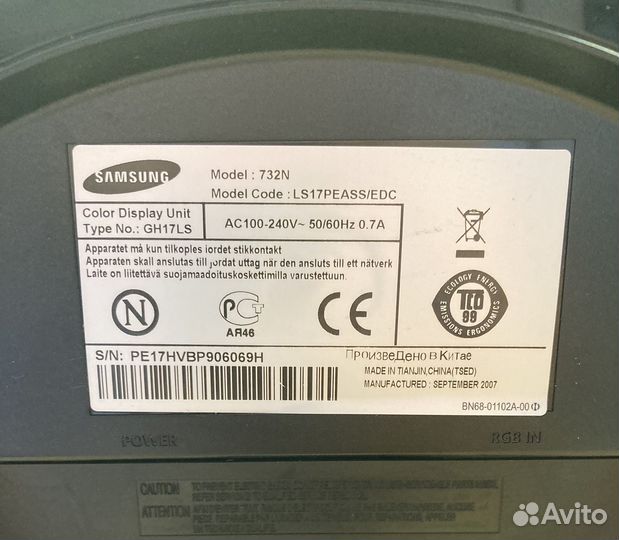 SAMSUNG
Model : 732N
Model Code : LS17PEASS/EDC
Color Display Unit
Type No.: GH17LS
AC100-240V~ 50/60Hz 0.7A
Apparatet må kun tilkoples jordet stikkontakt
Apparaten skall anslutas till jordat uttag när den ansluts till ett nätverk
Laite on liitettävä suojamaadoituskoskettimilla varustettuun.
N
РСТ
АЯ46
CE
ECOLOGY ENERGY
TCO
99
EMISSIONS ERGONOMICS
S/N: PE17HVBP906069H
ПроизвеДено в Китае
MADE IN TIANJIN,CHINA(TSED)
MANUFACTURED : SEPTEMBER 2007
BN68-01102A-00
POWER
RGB IN
CAUTION
ATTENTION
Avito